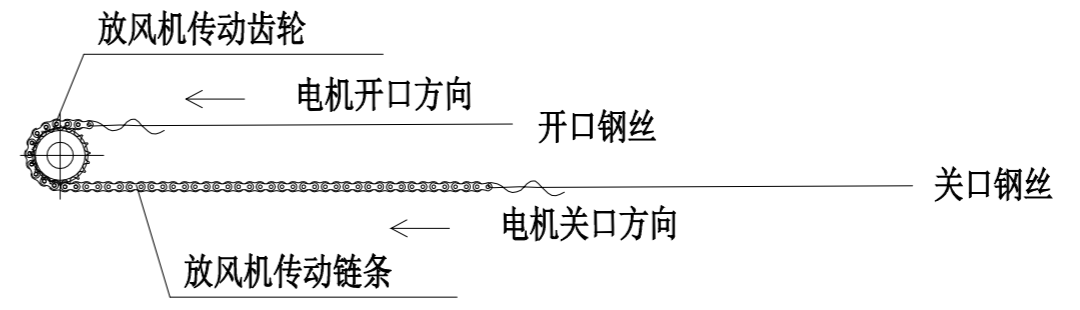 放风机传动齿轮
电机开口方向
开口钢丝
关口钢丝
电机关口方向
放风机传动链条